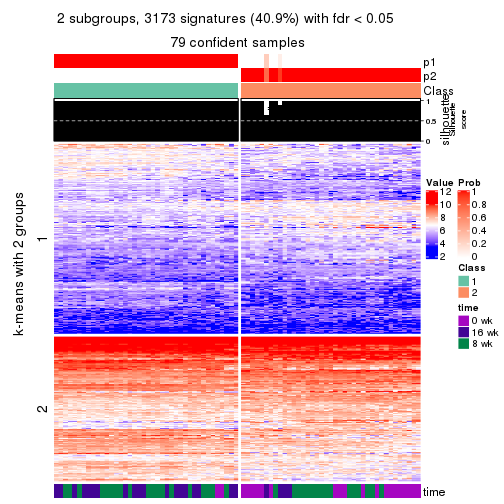 2 subgroups, 3173 signatures (40.9%) with fdr < 0.05
79 confident samples
p1
p2
Class
silhouette
Silhouette
score
1
0.5
0
k-means with 2 groups
1
2
time
Value
12
10
8
6
4
2
Prob
1
0.8
0.6
0.4
0.2
0
Class
1
2
time
0 wk
16 wk
8 wk